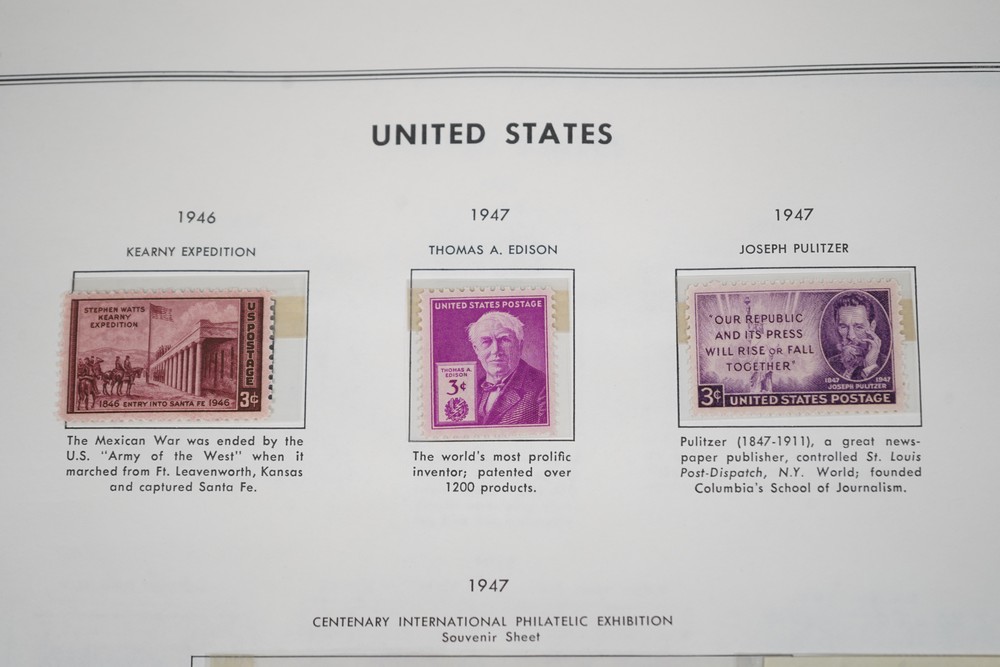 UNITED STATES
1946
KEARNY EXPEDITION
STEPHEN WATTS
KEARNY
EXPEDITION
U.S. POSTAGE
1846 ENTRY INTO SANTA FE 1946
3¢
The Mexican War was ended by the
U.S. "Army of the West" when it
marched from Ft. Leavenworth, Kansas
and captured Santa Fe.
1947
THOMAS A. EDISON
UNITED STATES POSTAGE
THOMAS A.
EDISON
3¢
The world's most prolific
inventor; patented over
1200 products.
1947
JOSEPH PULITZER
"OUR REPUBLIC
AND ITS PRESS
WILL RISE OR FALL
TOGETHER"
1847 1947
JOSEPH PULITZER
3¢ UNITED STATES POSTAGE
Pulitzer (1847-1911), a great news-
paper publisher, controlled St. Louis
Post-Dispatch, N.Y. World; founded
Columbia's School of Journalism.
1947
CENTENARY INTERNATIONAL PHILATELIC EXHIBITION
Souvenir Sheet